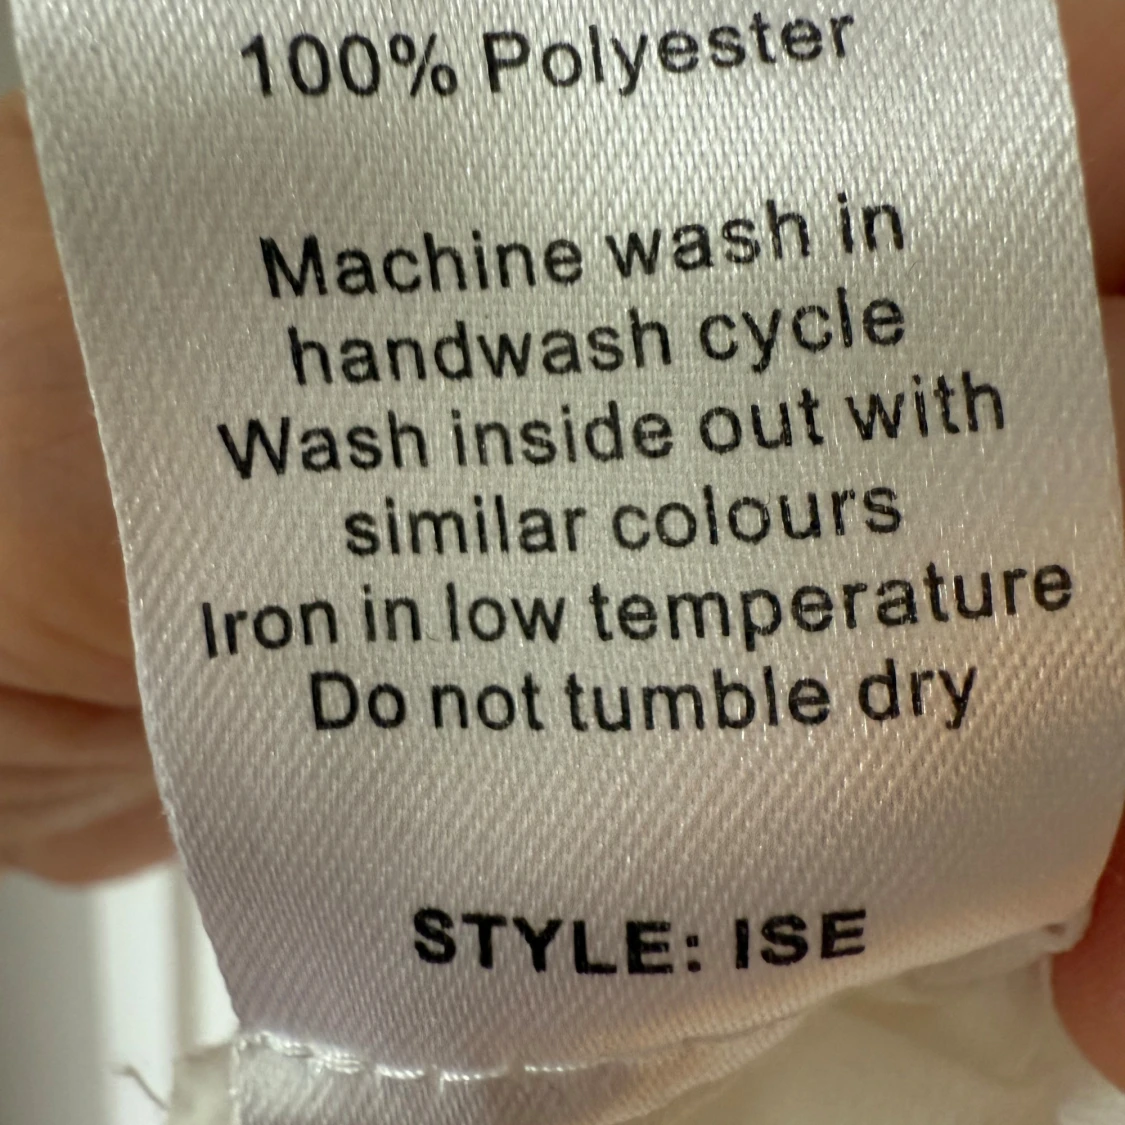 100% Polyester
Machine wash in
handwash cycle
Wash inside out with
similar colours
Iron in low temperature
Do not tumble dry
STYLE: ISE